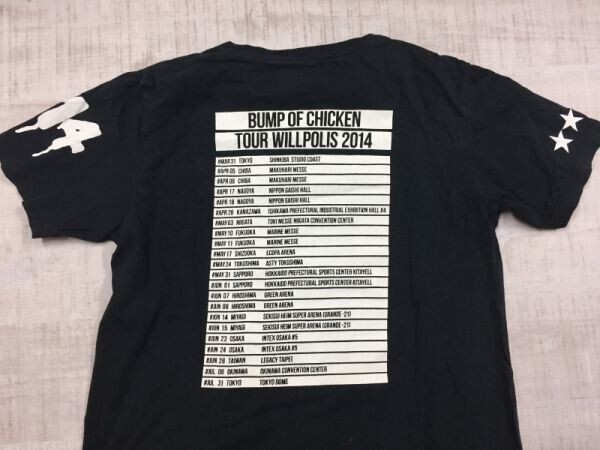 14
BUMP OF CHICKEN
TOUR WILLPOLIS 2014
#MAR 31 TOKYO SHINKIBA STUDIO COAST
#APR 05 CHIBA MAKUHARI MESSE
#APR 06 CHIBA MAKUHARI MESSE
#APR 17 NAGOYA NIPPON GAISHI HALL
#APR 18 NAGOYA NIPPON GAISHI HALL
#APR 26 KANAZAWA ISHIKAWA PREFECTURAL INDUSTRIAL EXHIBITION HALL #4
#MAY 03 NIIGATA TOKI MESSE NIIGATA CONVENTION CENTER
#MAY 10 FUKUOKA MARINE MESSE
#MAY 11 FUKUOKA MARINE MESSE
#MAY 17 SHIZUOKA ECOPA ARENA
#MAY 24 TOKUSHIMA ASTY TOKUSHIMA
#MAY 31 SAPPORO HOKKAIDO PREFECTURAL SPORTS CENTER KITAYELL
#JUN 01 SAPPORO HOKKAIDO PREFECTURAL SPORTS CENTER KITAYELL
#JUN 07 HIROSHIMA GREEN ARENA
#JUN 08 HIROSHIMA GREEN ARENA
#JUN 14 MIYAGI SEKISUI HEIM SUPER ARENA (GRANDE・21)
#JUN 15 MIYAGI SEKISUI HEIM SUPER ARENA (GRANDE・21)
#JUN 23 OSAKA INTEX OSAKA #5
#JUN 24 OSAKA INTEX OSAKA #5
#JUN 28 TAIWAN LEGACY TAIPEI
#JUL 06 OKINAWA OKINAWA CONVENTION CENTER
#JUL 31 TOKYO TOKYO DOME